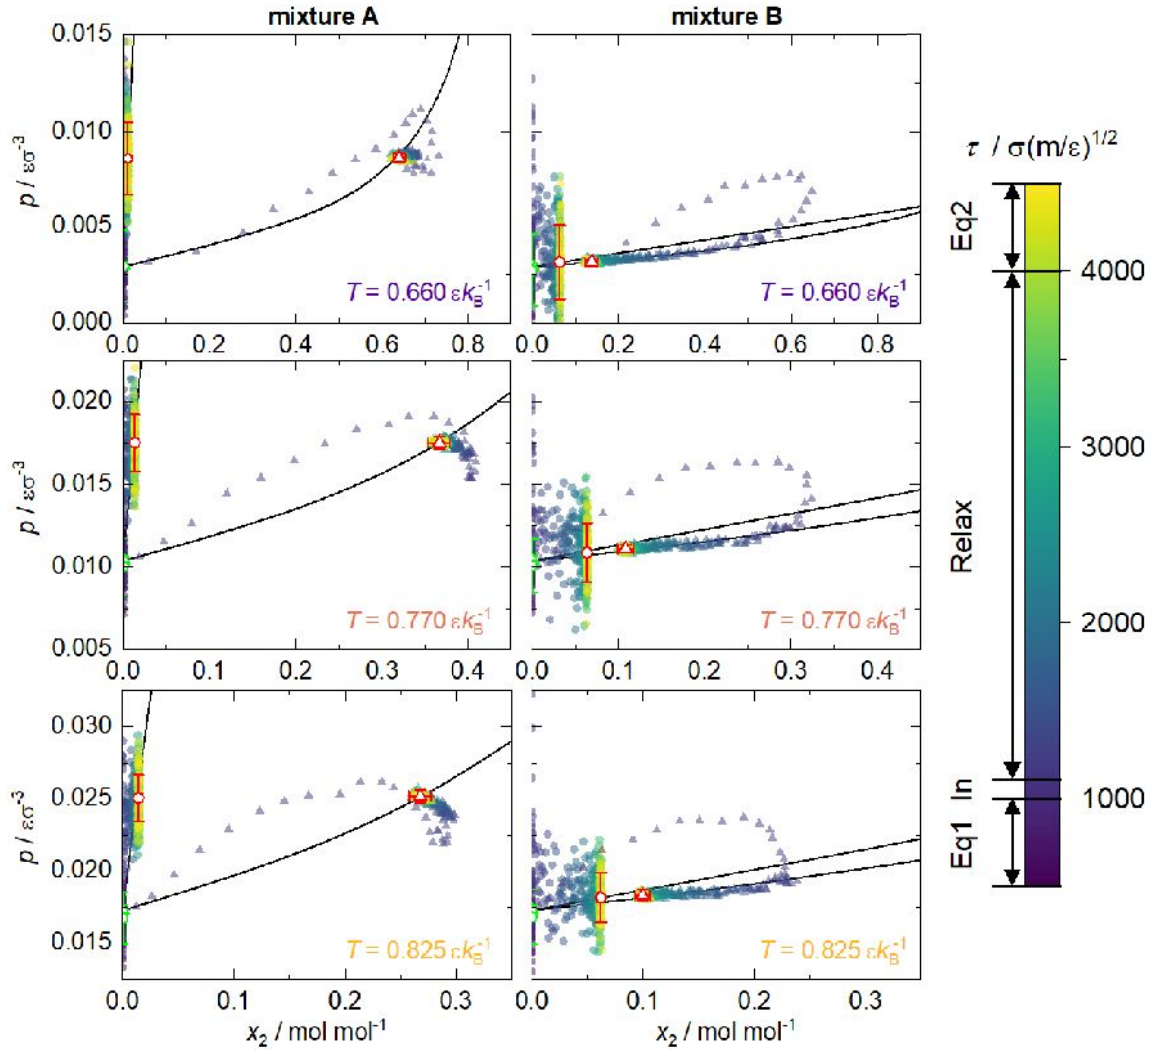 mixture A
mixture B
0.015
0.010
0.005
0.000
p / εσ⁻³
T = 0.660 εk_B⁻¹
T = 0.660 εk_B⁻¹
0.0 0.2 0.4 0.6 0.8
0.0 0.2 0.4 0.6 0.8
0.020
0.015
0.010
0.005
p / εσ⁻³
T = 0.770 εk_B⁻¹
T = 0.770 εk_B⁻¹
0.0 0.1 0.2 0.3 0.4
0.0 0.1 0.2 0.3 0.4
0.030
0.025
0.020
0.015
p / εσ⁻³
T = 0.825 εk_B⁻¹
T = 0.825 εk_B⁻¹
0.0 0.1 0.2 0.3
0.0 0.1 0.2 0.3
x₂ / mol mol⁻¹
x₂ / mol mol⁻¹
τ / σ(m/ε)^1/2
Eq2
Relax
In
Eq1
4000
3000
2000
1000